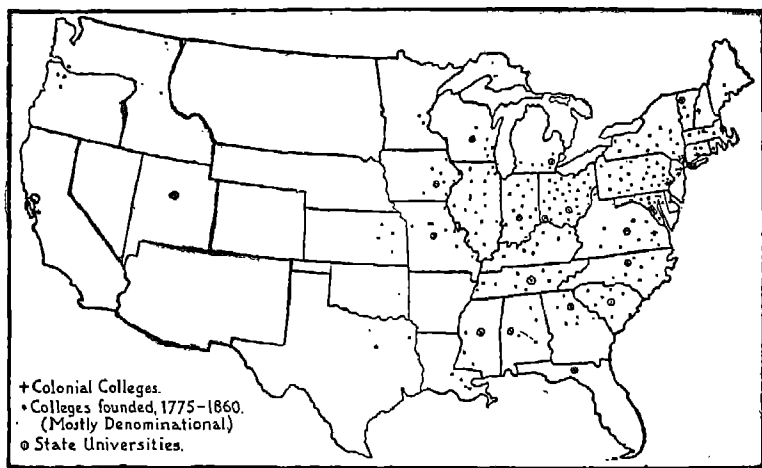 + Colonial Colleges.
• Colleges founded, 1775-1860.
(Mostly Denominational)
⊙ State Universities.